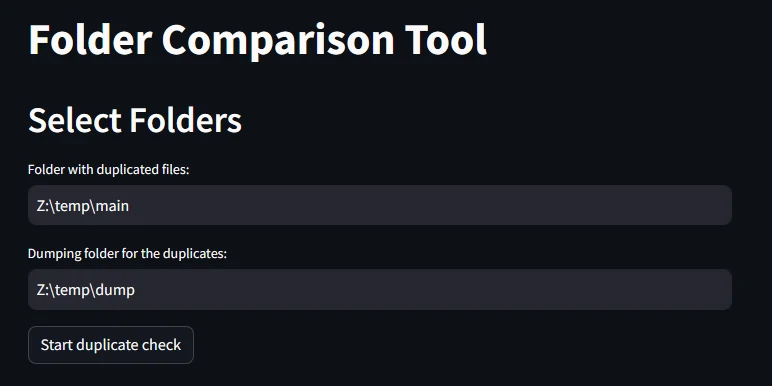 Folder Comparison Tool
Select Folders
Folder with duplicated files:
Z:\temp\main
Dumping folder for the duplicates:
Z:\temp\dump
Start duplicate check